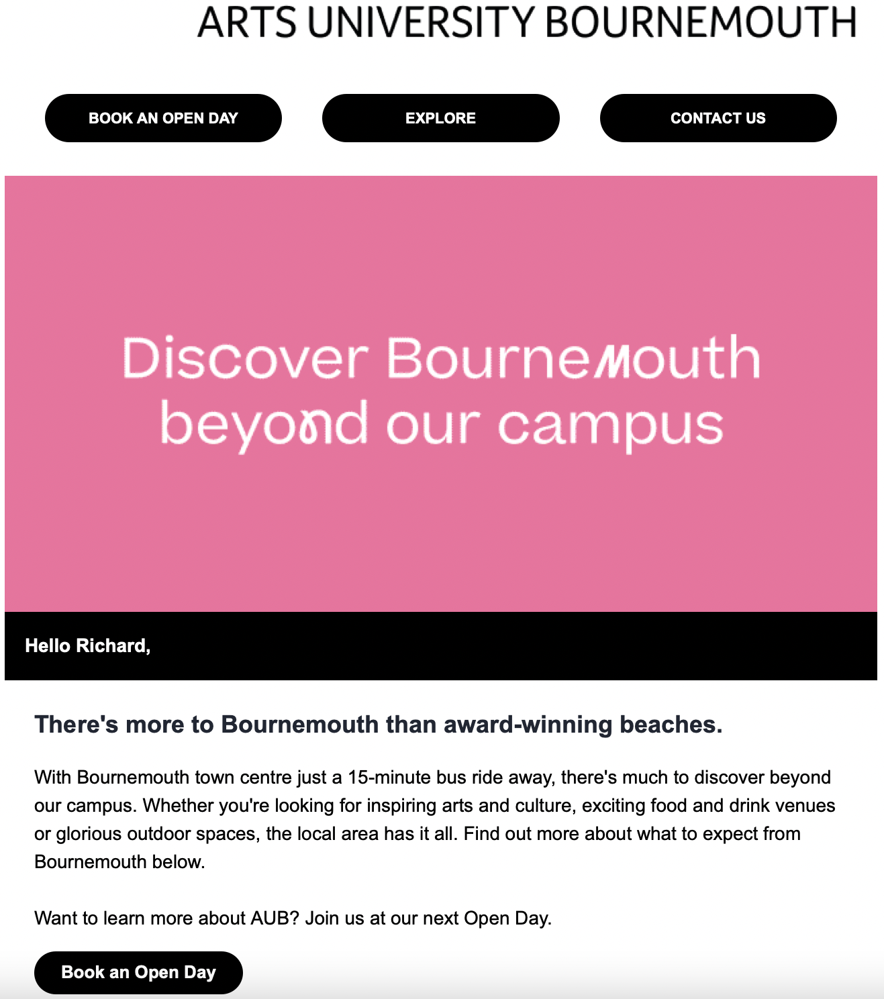 ARTS UNIVERSITY BOURNEMOUTH
BOOK AN OPEN DAY
EXPLORE
CONTACT US
Discover Bournemouth
beyond our campus
Hello Richard,
There's more to Bournemouth than award-winning beaches.
With Bournemouth town centre just a 15-minute bus ride away, there's much to discover beyond
our campus. Whether you're looking for inspiring arts and culture, exciting food and drink venues
or glorious outdoor spaces, the local area has it all. Find out more about what to expect from
Bournemouth below.
Want to learn more about AUB? Join us at our next Open Day.
Book an Open Day